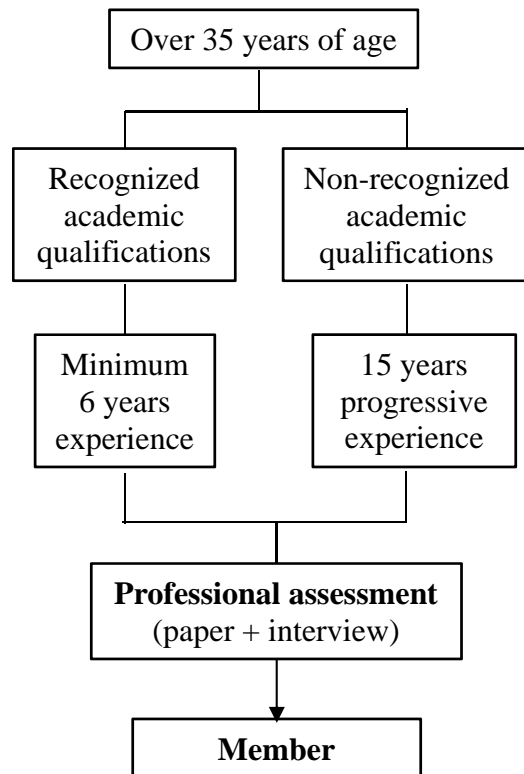 Over 35 years of age
Recognized
academic
qualifications
Non-recognized
academic
qualifications
Minimum
6 years
experience
15 years
progressive
experience
Professional assessment
(paper + interview)
Member